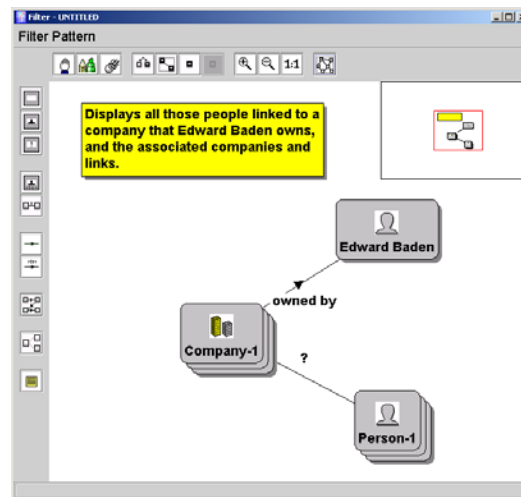 Filter - UNTITLED
Filter Pattern
1:1
Displays all those people linked to a
company that Edward Baden owns,
and the associated companies and
links.
Edward Baden
owned by
Company-1
?
Person-1